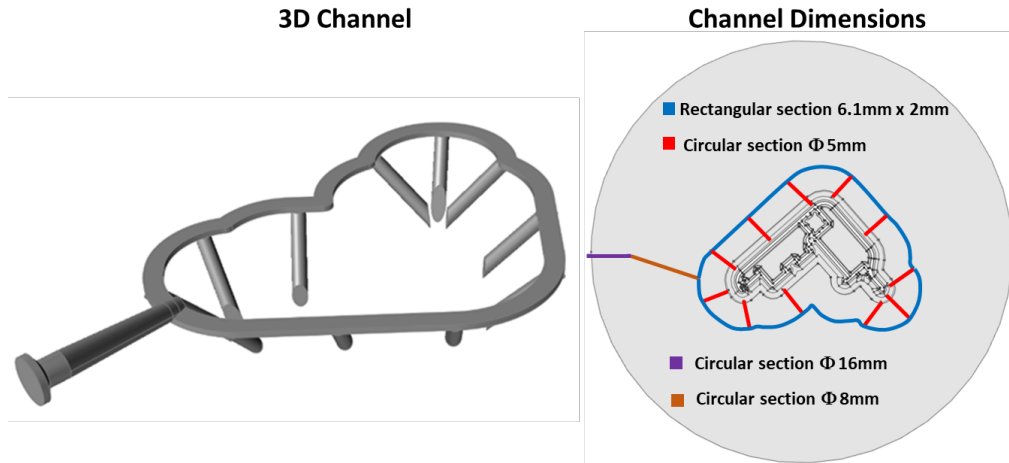 3D Channel
Channel Dimensions
Rectangular section 6.1mm x 2mm
Circular section Φ5mm
Circular section Φ16mm
Circular section Φ8mm